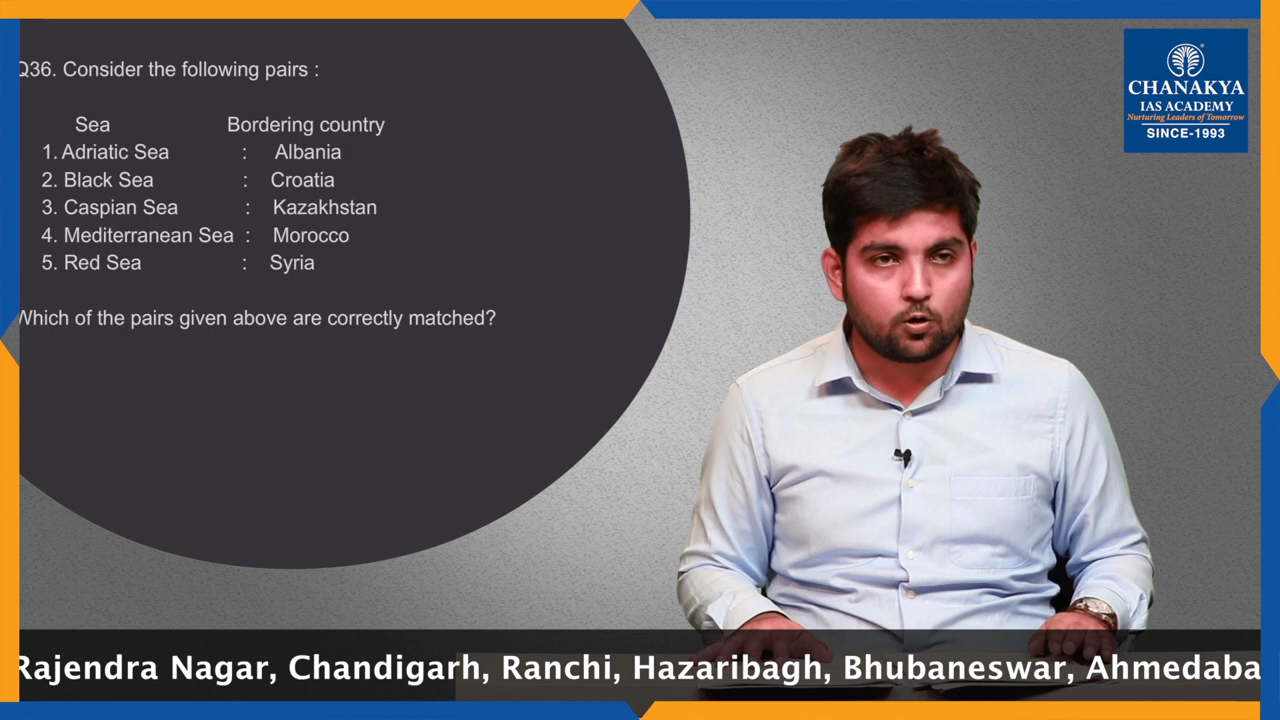 Q36. Consider the following pairs :
Sea Bordering country
1. Adriatic Sea : Albania
2. Black Sea : Croatia
3. Caspian Sea : Kazakhstan
4. Mediterranean Sea : Morocco
5. Red Sea : Syria
Which of the pairs given above are correctly matched?
CHANAKYA
IAS ACADEMY
Nurturing Leaders of Tomorrow
SINCE-1993
Rajendra Nagar, Chandigarh, Ranchi, Hazaribagh, Bhubaneswar, Ahmedaba